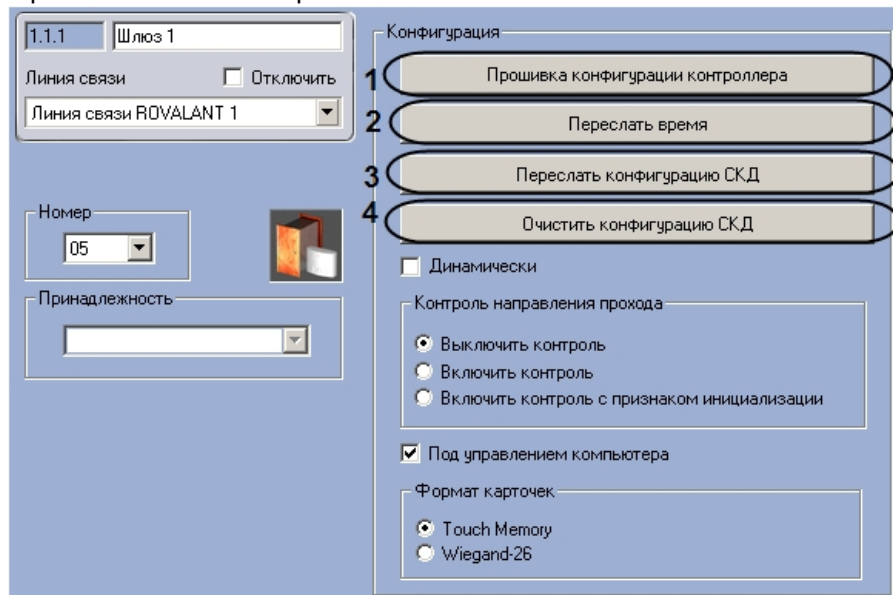 1.1.1 Шлюз 1
Линия связи Отключить
Линия связи ROVALANT 1
Номер
05
Принадлежность
Конфигурация
1 Прошивка конфигурации контроллера
2 Переслать время
3 Переслать конфигурацию СКД
4 Очистить конфигурацию СКД
Динамически
Контроль направления прохода
Выключить контроль
Включить контроль
Включить контроль с признаком инициализации
Под управлением компьютера
Формат карточек
Touch Memory
Wiegand-26